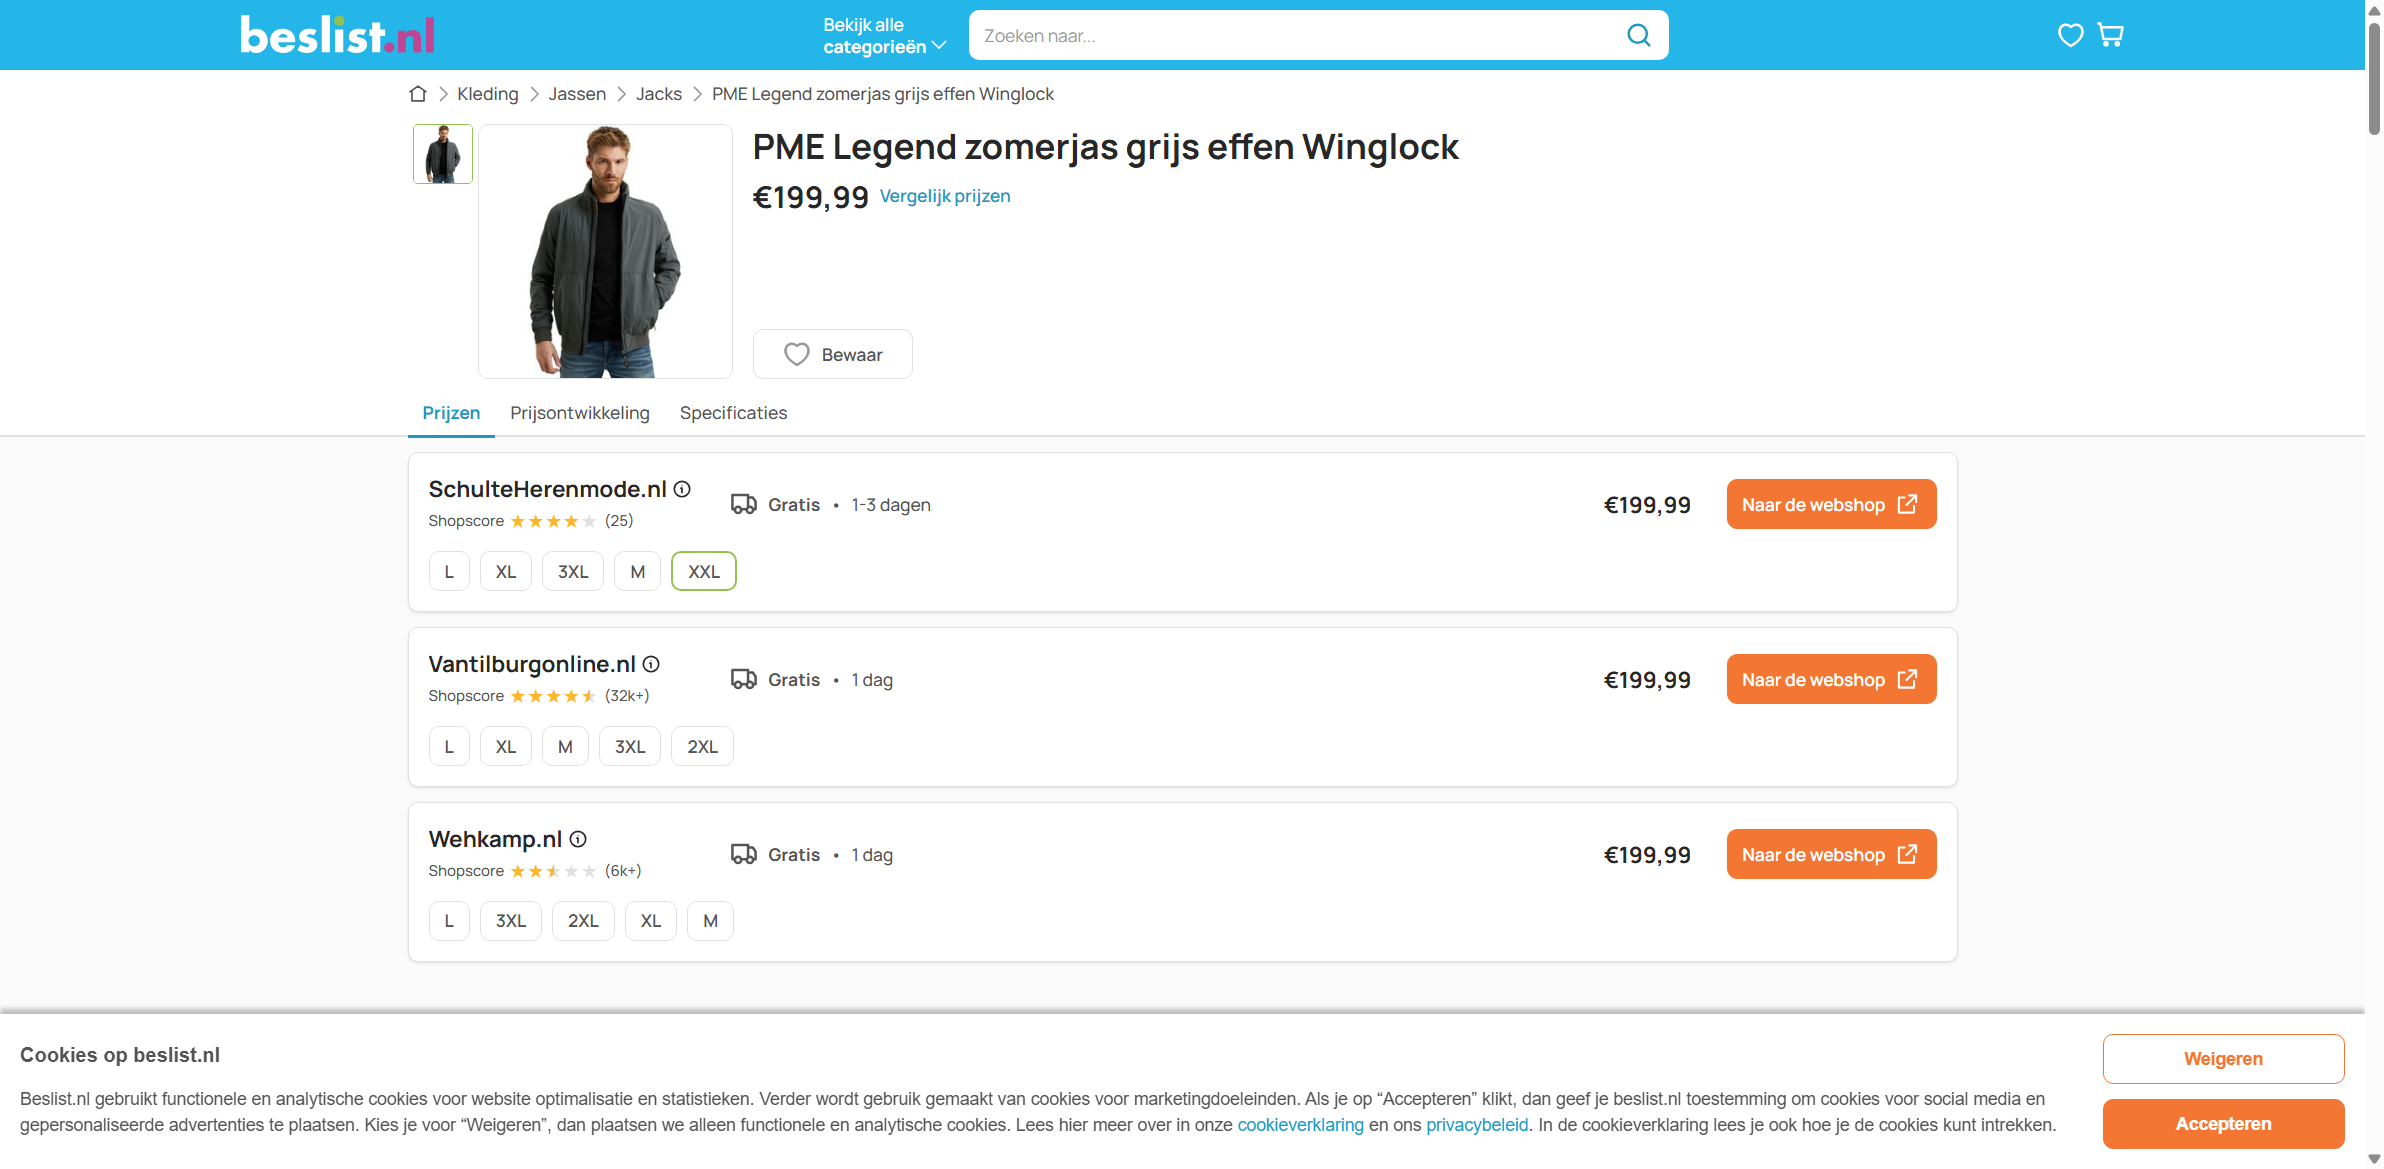 beslist.nl
Bekijk alle
categorieën
Zoeken naar...
Kleding
Jassen
Jacks
PME Legend zomerjas grijs effen Winglock
PME Legend zomerjas grijs effen Winglock
€199,99 Vergelijk prijzen
Bewaar
Prijzen Prijsontwikkeling Specificaties
SchulteHerenmode.nl
Shopscore (25)
Gratis • 1-3 dagen
€199,99
Naar de webshop
L XL 3XL M XXL
Vantilburgonline.nl
Shopscore (32k+)
Gratis • 1 dag
€199,99
Naar de webshop
L XL M 3XL 2XL
Wehkamp.nl
Shopscore (6k+)
Gratis • 1 dag
€199,99
Naar de webshop
L 3XL 2XL XL M
Cookies op beslist.nl
Beslist.nl gebruikt functionele en analytische cookies voor website optimalisatie en statistieken. Verder wordt gebruik gemaakt van cookies voor marketingdoeleinden. Als je op “Accepteren” klikt, dan geef je beslist.nl toestemming om cookies voor social media en
gepersonaliseerde advertenties te plaatsen. Kies je voor “Weigeren”, dan plaatsen we alleen functionele en analytische cookies. Lees hier meer over in onze cookieverklaring en ons privacybeleid. In de cookieverklaring lees je ook hoe je de cookies kunt intrekken.
Weigeren
Accepteren